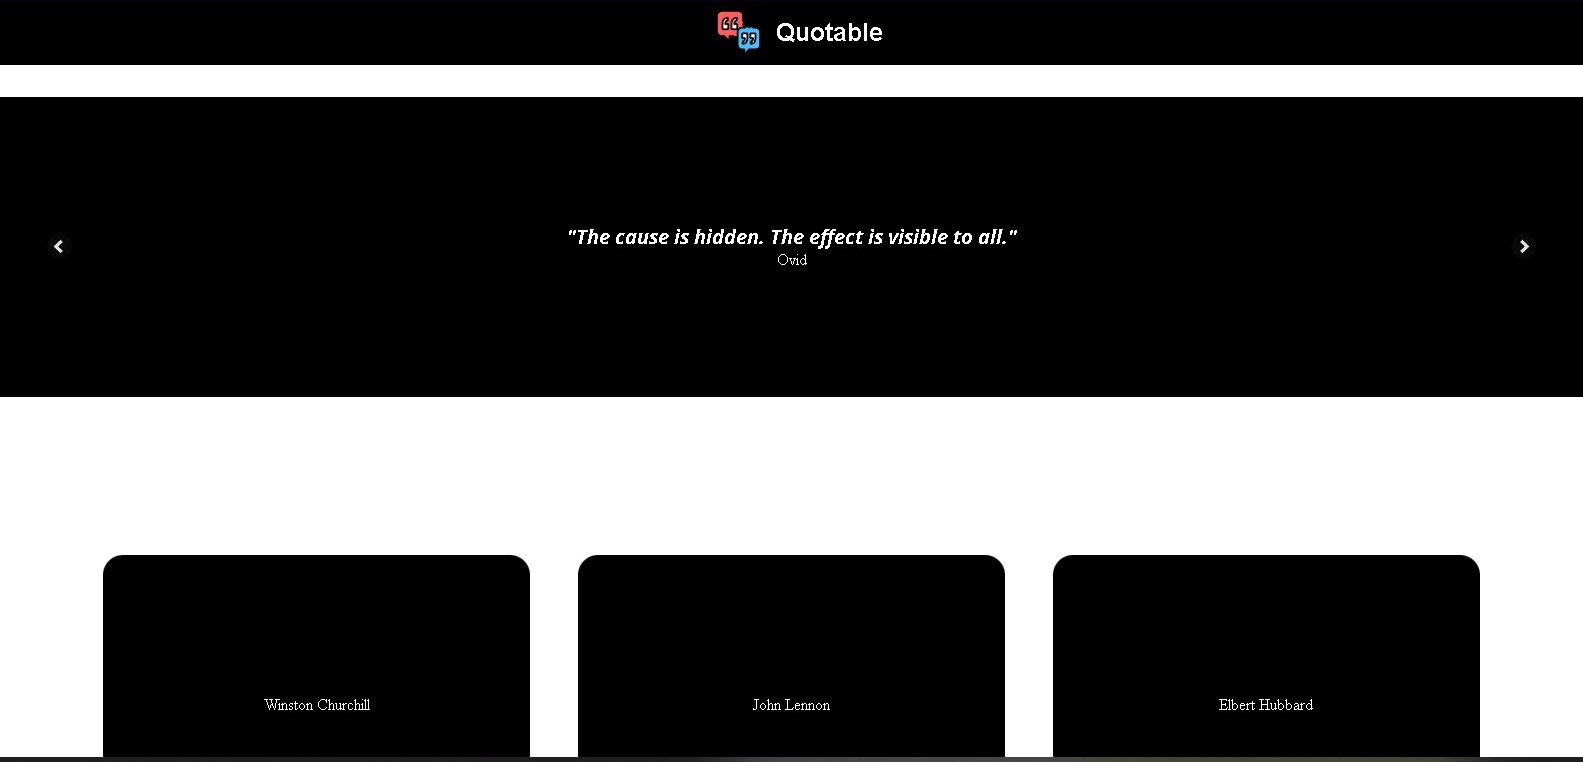 Quotable
"The cause is hidden. The effect is visible to all."
Ovid
Winston Churchill
John Lennon
Elbert Hubbard